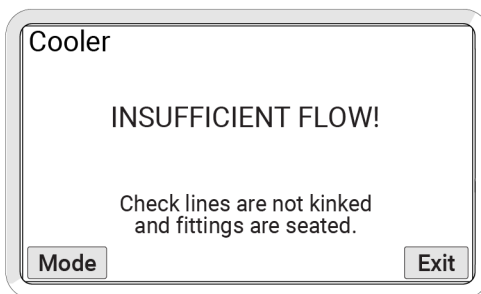 Cooler
INSUFFICIENT FLOW!
Check lines are not kinked
and fittings are seated.
Mode
Exit